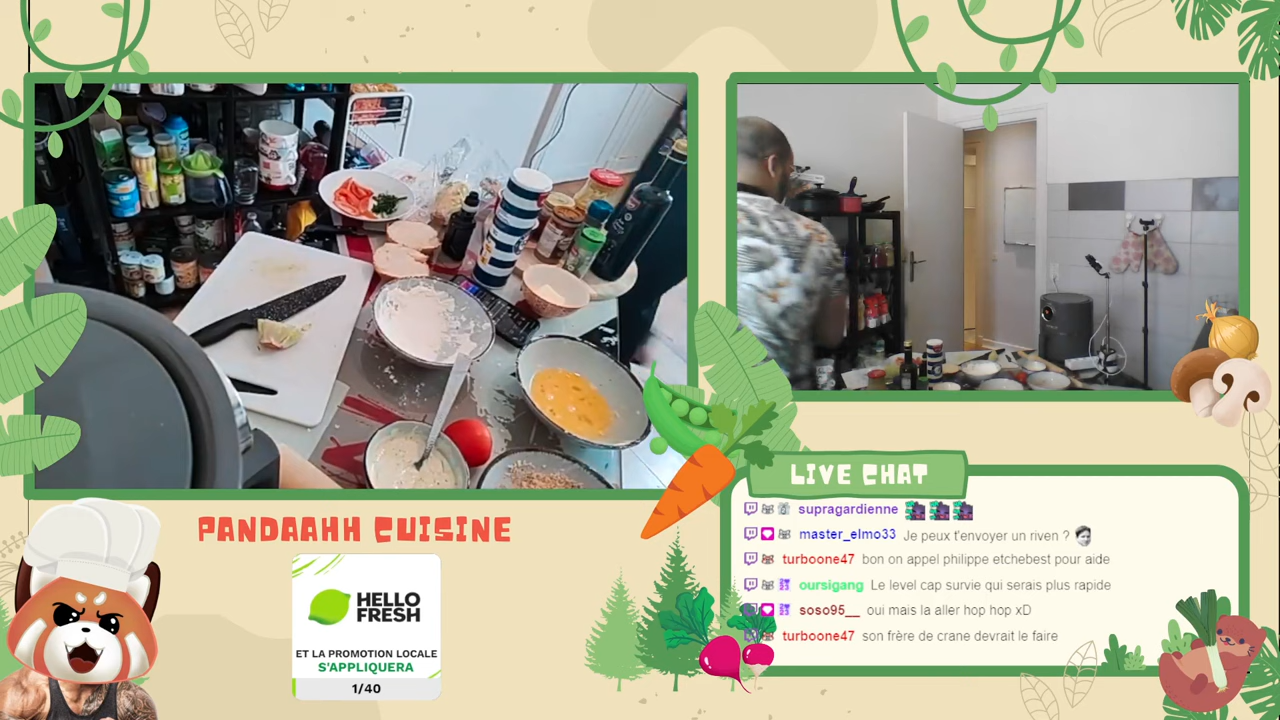 LIVE CHAT
supragardienne
master_elmo33 Je peux t'envoyer un riven ?
turboone47 bon on appel philippe etchebest pour aide
oursigang Le level cap survie qui serais plus rapide
soso95__ oui mais la aller hop hop xD
turboone47 son frère de crane devrait le faire
PANDAAHH CUISINE
HELLO
FRESH
ET LA PROMOTION LOCALE
S'APPLIQUERA
1/40